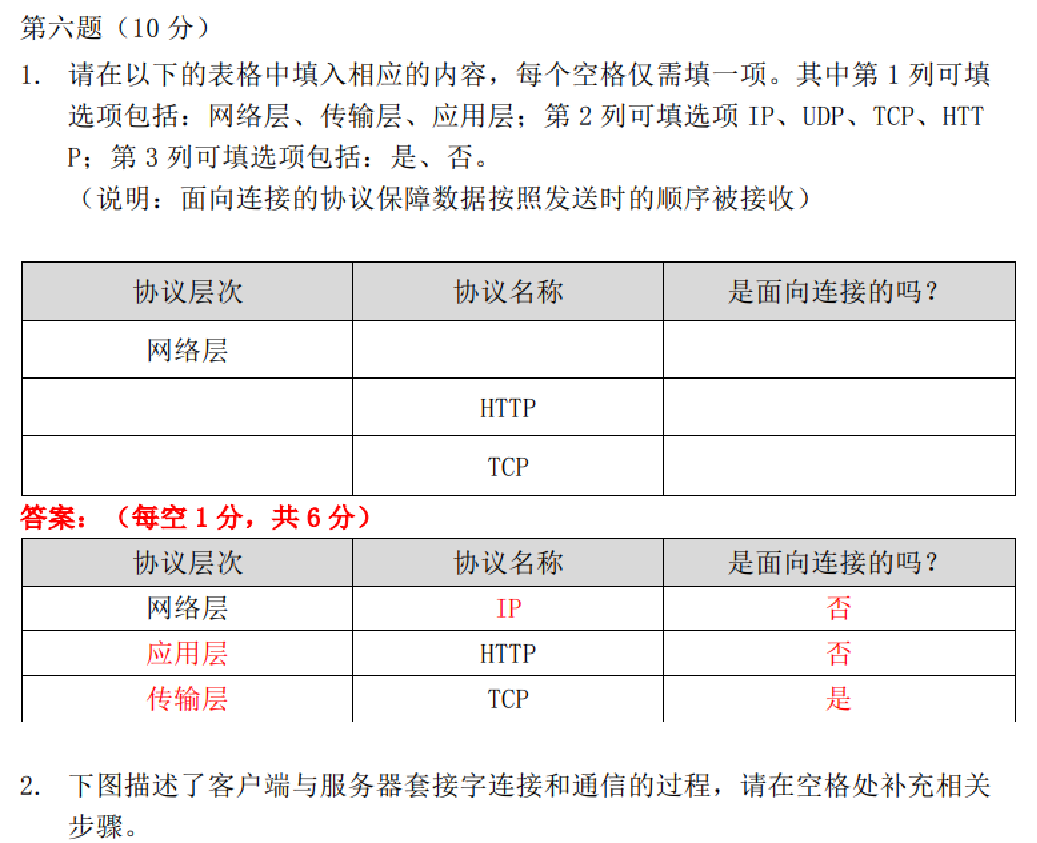 第六题（10 分）
1. 请在以下的表格中填入相应的内容，每个空格仅需填一项。其中第 1 列可填
选项包括：网络层、传输层、应用层；第 2 列可填选项 IP、UDP、TCP、HTT
P；第 3 列可填选项包括：是、否。
（说明：面向连接的协议保障数据按照发送时的顺序被接收）
协议层次 协议名称 是面向连接的吗？
网络层
HTTP
TCP
答案：（每空 1 分，共 6 分）
协议层次 协议名称 是面向连接的吗？
网络层 IP 否
应用层 HTTP 否
传输层 TCP 是
2. 下图描述了客户端与服务器套接字连接和通信的过程，请在空格处补充相关
步骤。